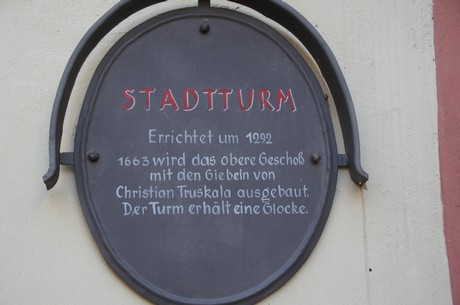 STADTTURM
Errichtet um 1292
1663 wird das obere Geschoß
mit den Giebeln von
Christian Truskala ausgebaut.
Der Turm erhält eine Glocke.